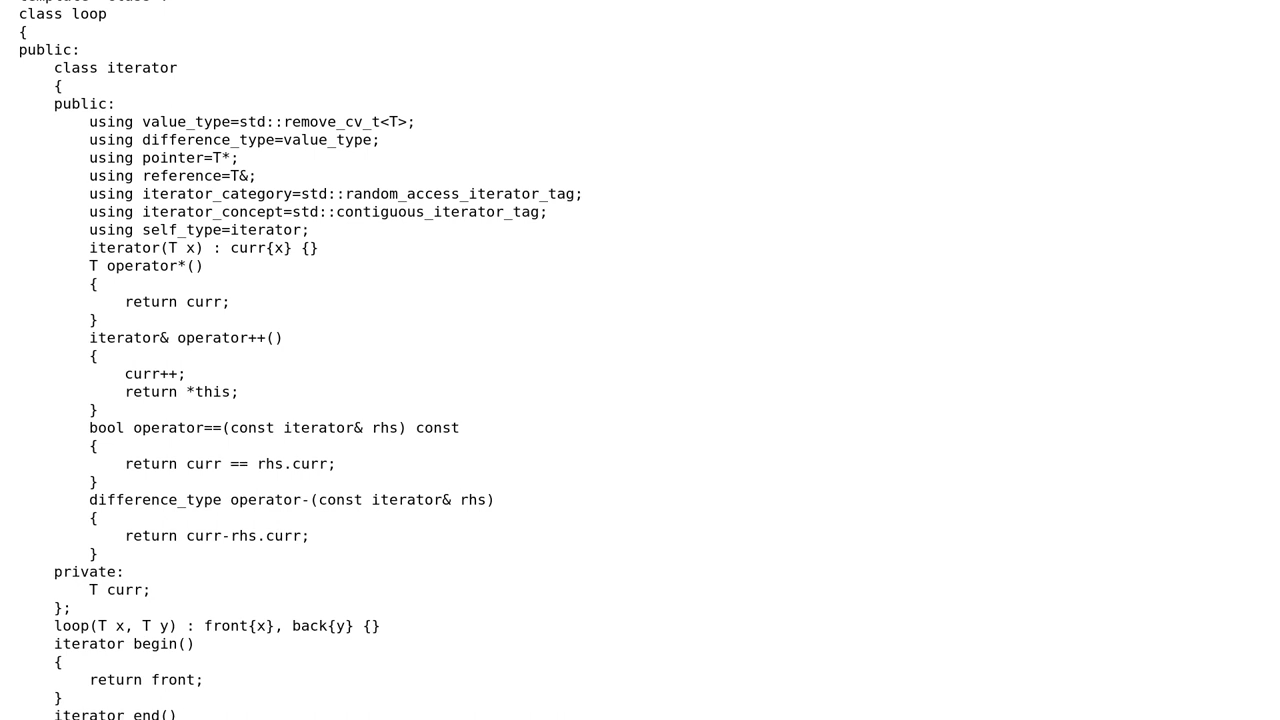 class loop
{
public:
    class iterator
    {
    public:
        using value_type=std::remove_cv_t<T>;
        using difference_type=value_type;
        using pointer=T*;
        using reference=T&;
        using iterator_category=std::random_access_iterator_tag;
        using iterator_concept=std::contiguous_iterator_tag;
        using self_type=iterator;
        iterator(T x) : curr{x} {}
        T operator*()
        {
            return curr;
        }
        iterator& operator++()
        {
            curr++;
            return *this;
        }
        bool operator==(const iterator& rhs) const
        {
            return curr == rhs.curr;
        }
        difference_type operator-(const iterator& rhs)
        {
            return curr-rhs.curr;
        }
    private:
        T curr;
    };
    loop(T x, T y) : front{x}, back{y} {}
    iterator begin()
    {
        return front;
    }
    iterator end()